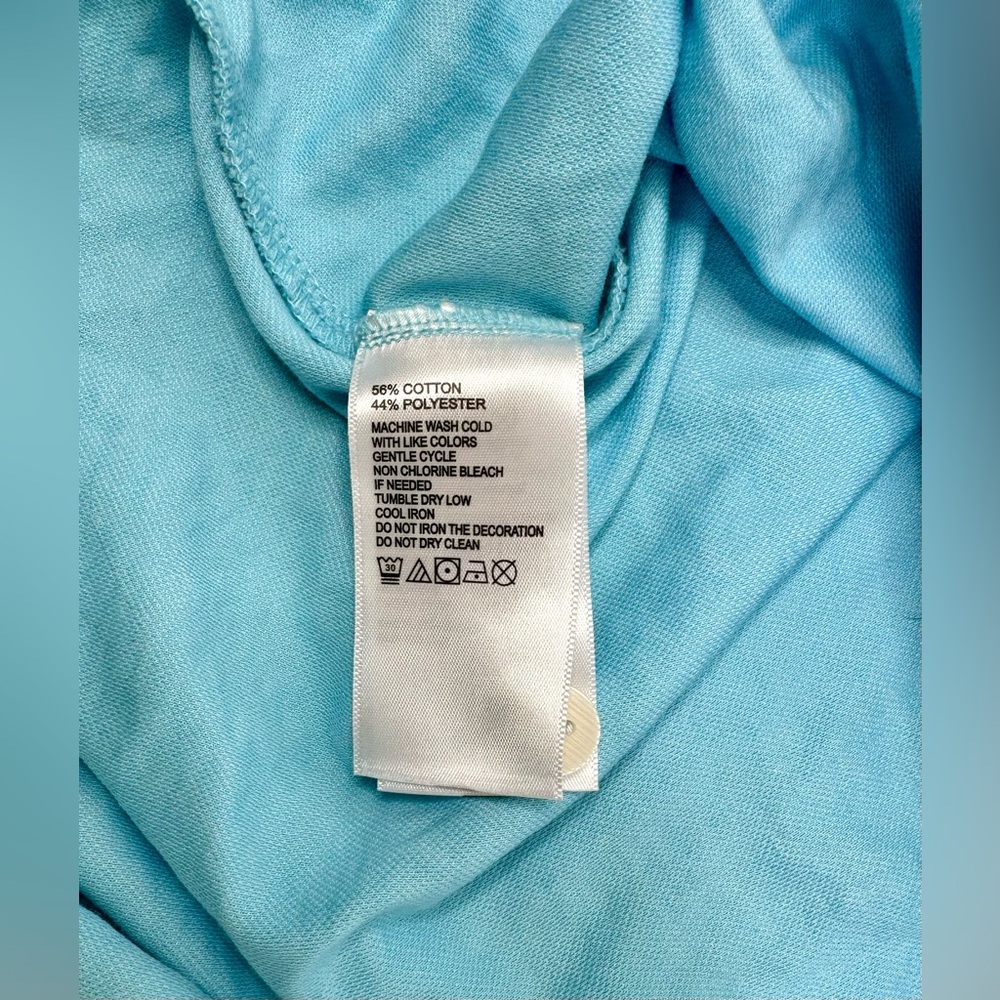 56% COTTON
44% POLYESTER
MACHINE WASH COLD
WITH LIKE COLORS
GENTLE CYCLE
NON CHLORINE BLEACH
IF NEEDED
TUMBLE DRY LOW
COOL IRON
DO NOT IRON THE DECORATION
DO NOT DRY CLEAN
30